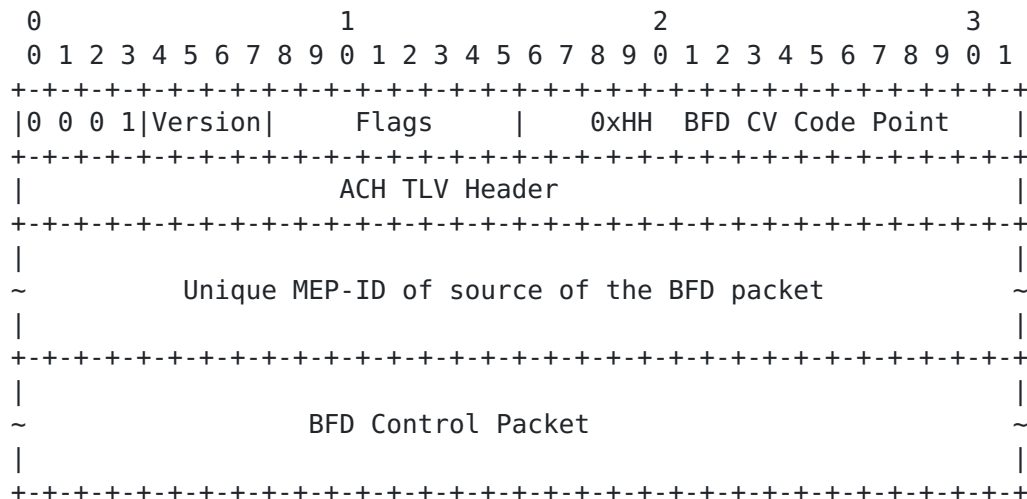 0                   1                   2                   3
 0 1 2 3 4 5 6 7 8 9 0 1 2 3 4 5 6 7 8 9 0 1 2 3 4 5 6 7 8 9 0 1
+-+-+-+-+-+-+-+-+-+-+-+-+-+-+-+-+-+-+-+-+-+-+-+-+-+-+-+-+-+-+-+-+
|0 0 0 1|Version|     Flags     |    0xHH  BFD CV Code Point    |
+-+-+-+-+-+-+-+-+-+-+-+-+-+-+-+-+-+-+-+-+-+-+-+-+-+-+-+-+-+-+-+-+
|                    ACH TLV Header                             |
+-+-+-+-+-+-+-+-+-+-+-+-+-+-+-+-+-+-+-+-+-+-+-+-+-+-+-+-+-+-+-+-+
|                                                               |
~          Unique MEP-ID of source of the BFD packet            ~
|                                                               |
+-+-+-+-+-+-+-+-+-+-+-+-+-+-+-+-+-+-+-+-+-+-+-+-+-+-+-+-+-+-+-+-+
|                                                               |
~                  BFD Control Packet                           ~
|                                                               |
+-+-+-+-+-+-+-+-+-+-+-+-+-+-+-+-+-+-+-+-+-+-+-+-+-+-+-+-+-+-+-+-+